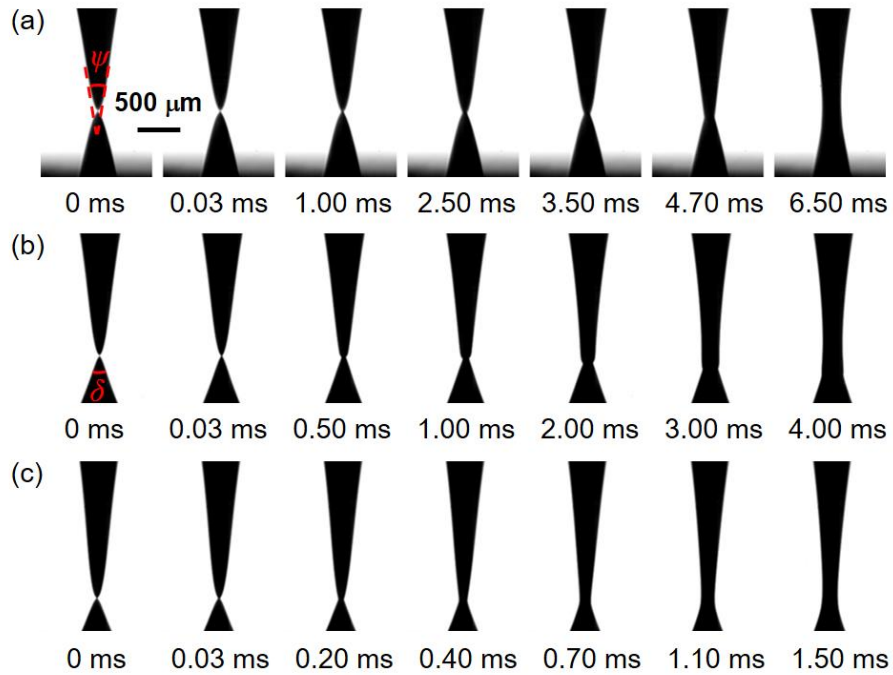 (a)
ψ
500 μm
0 ms 0.03 ms 1.00 ms 2.50 ms 3.50 ms 4.70 ms 6.50 ms
(b)
δ
0 ms 0.03 ms 0.50 ms 1.00 ms 2.00 ms 3.00 ms 4.00 ms
(c)
0 ms 0.03 ms 0.20 ms 0.40 ms 0.70 ms 1.10 ms 1.50 ms